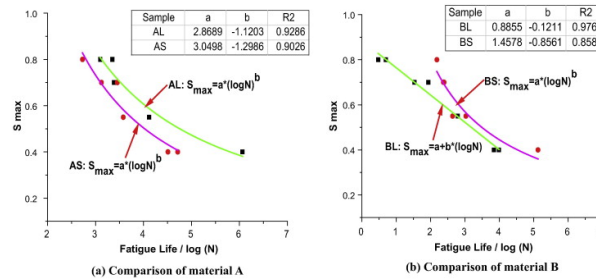 Sample a b R2
AL 2.8689 -1.1203 0.9286
AS 3.0498 -1.2986 0.9026
AL: Smax=a*(logN)^b
AS: Smax=a*(logN)^b
S max
1.0
0.8
0.6
0.4
0.2
2 3 4 5 6 7
Fatigue Life / log (N)
(a) Comparison of material A
Sample a b R2
BL 0.8855 -0.1211 0.976
BS 1.4578 -0.8561 0.858
BS: Smax=a*(logN)^b
BL: Smax=a+b*(logN)
S max
1.0
0.8
0.6
0.4
0.2
0 1 2 3 4 5 6
Fatigue Life / log (N)
(b) Comparison of material B